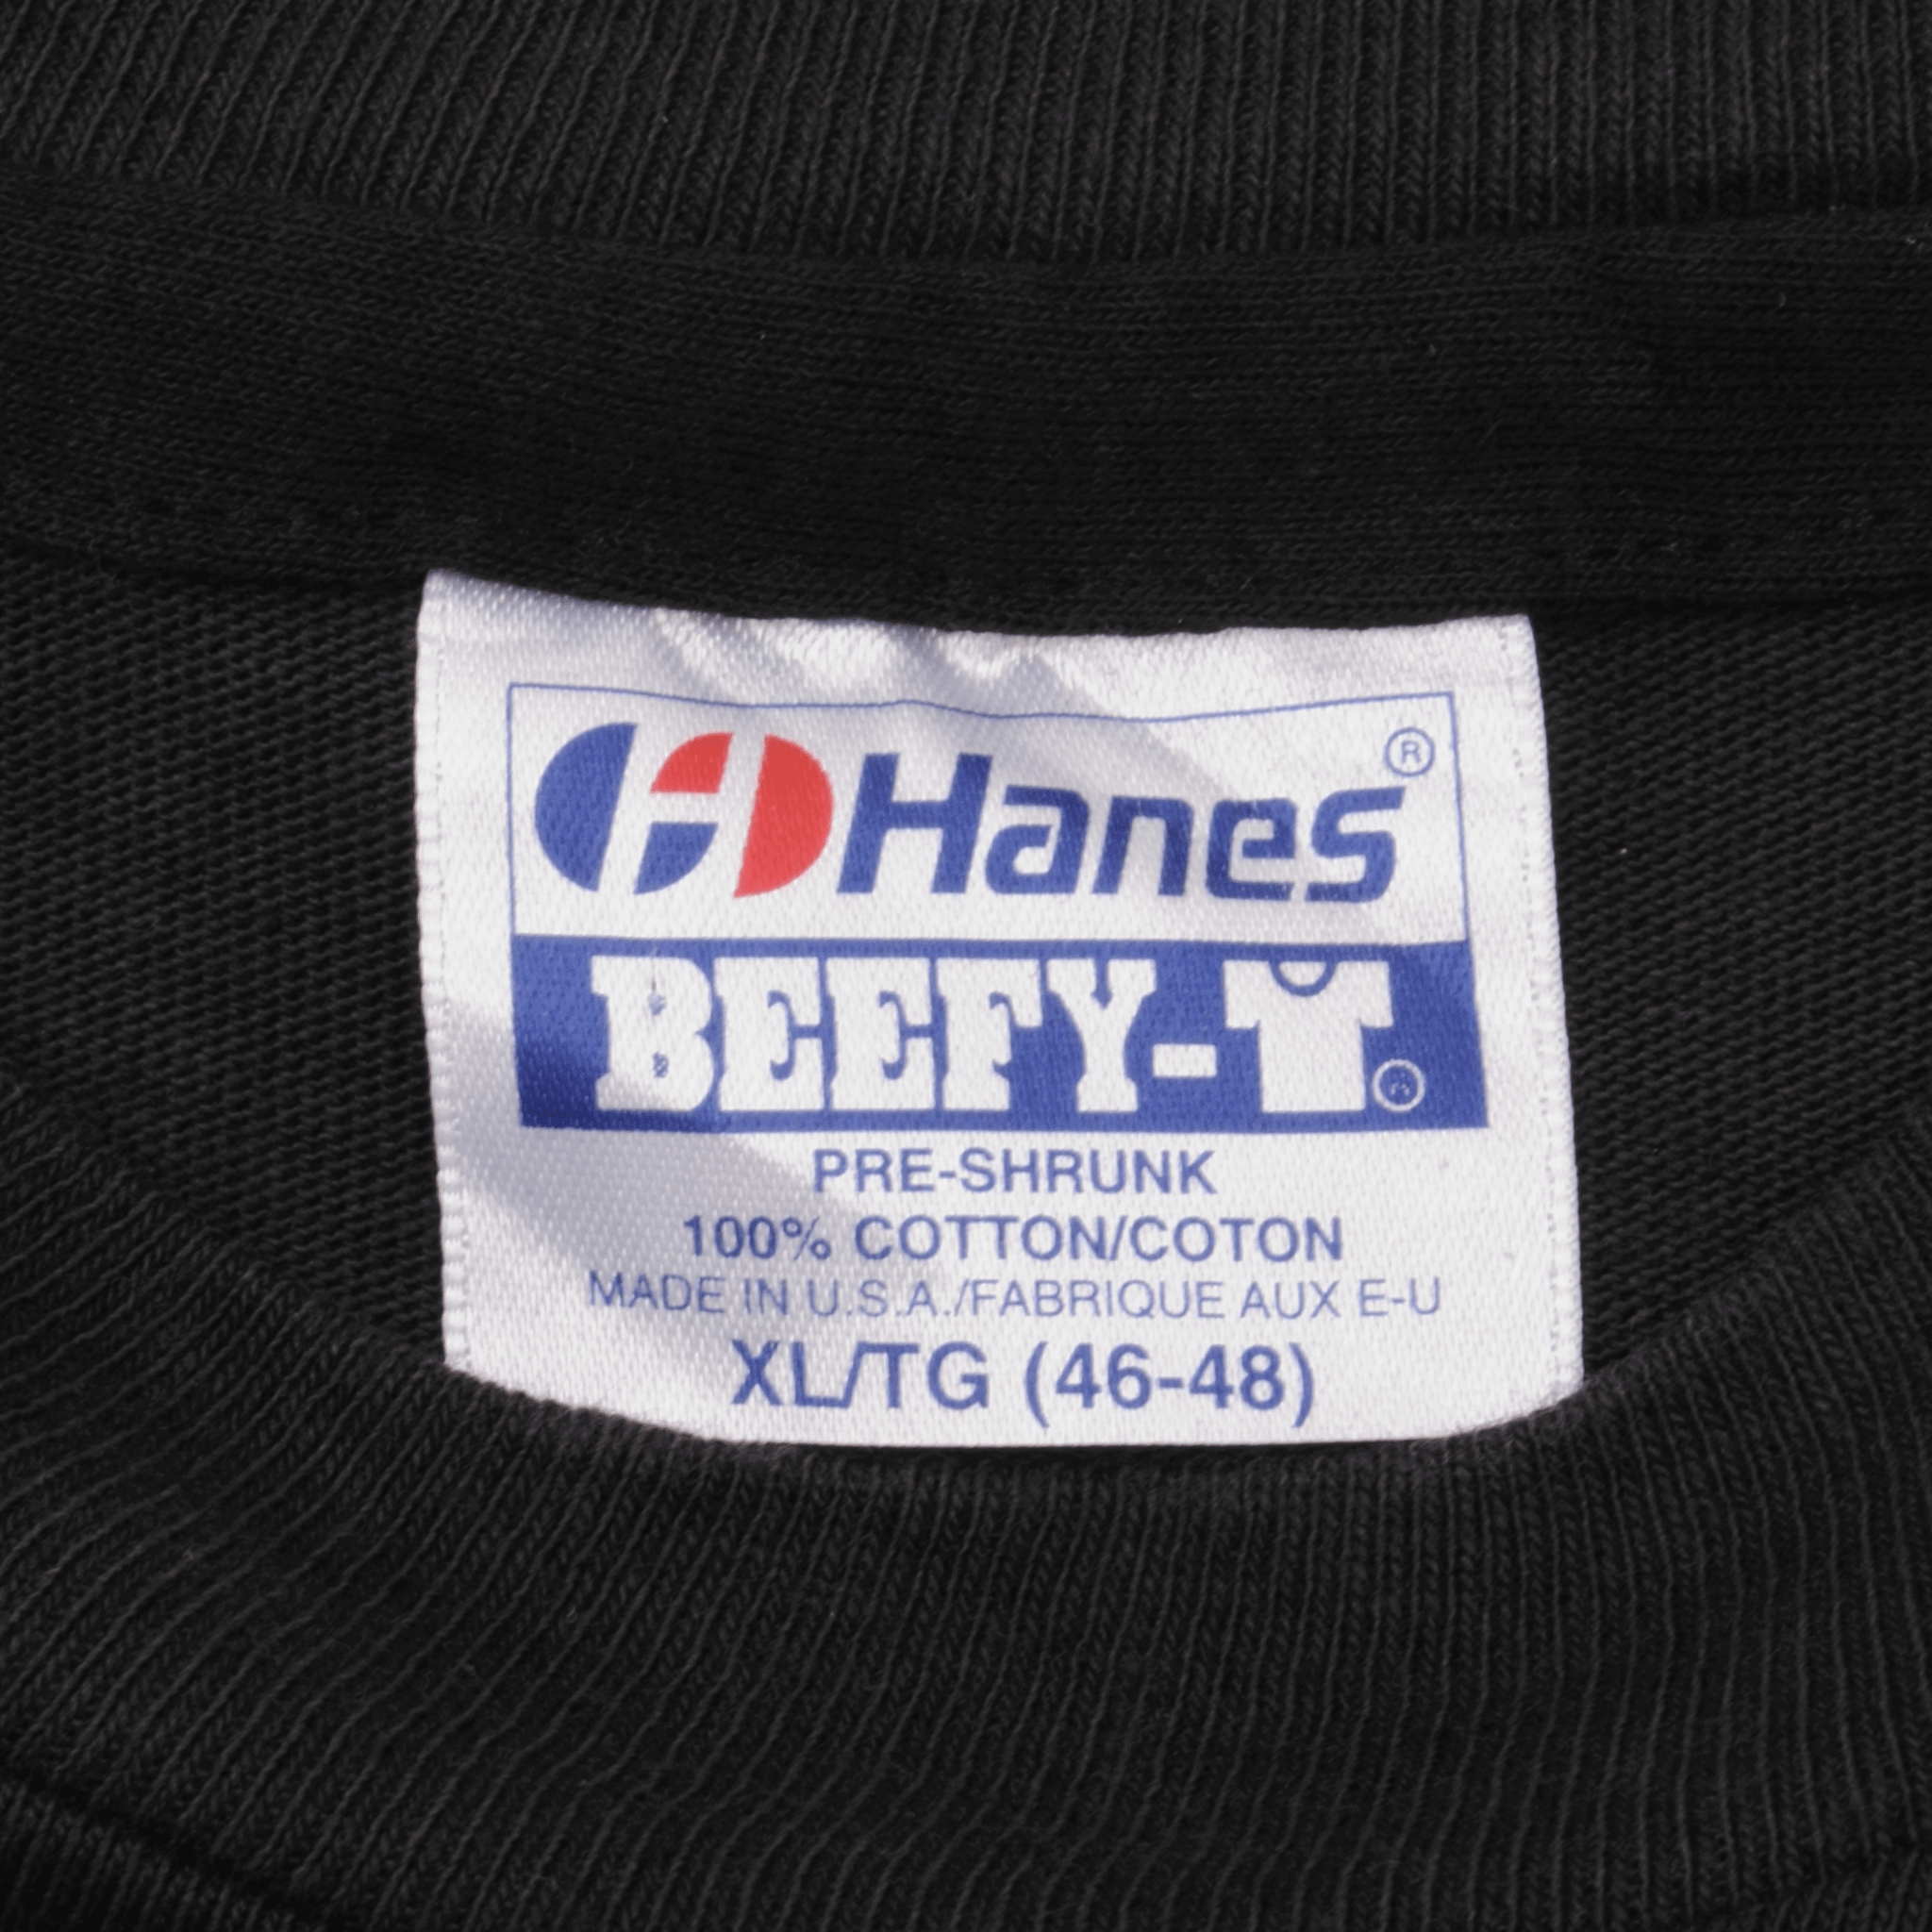 Hanes®
BEEFY-T®
PRE-SHRUNK
100% COTTON/COTON
MADE IN U.S.A./FABRIQUE AUX E-U
XL/TG (46-48)